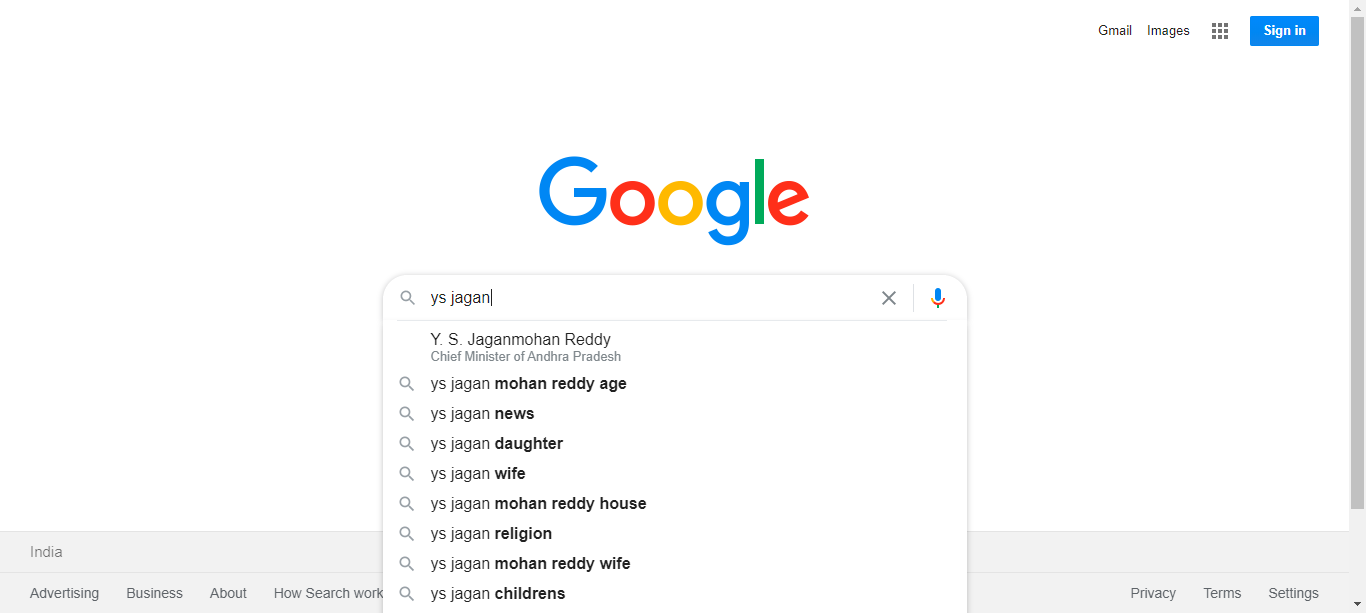 Gmail Images Sign in
Google
ys jagan
Y. S. Jaganmohan Reddy
Chief Minister of Andhra Pradesh
ys jagan mohan reddy age
ys jagan news
ys jagan daughter
ys jagan wife
ys jagan mohan reddy house
ys jagan religion
ys jagan mohan reddy wife
ys jagan childrens
India
Advertising Business About How Search work
Privacy Terms Settings